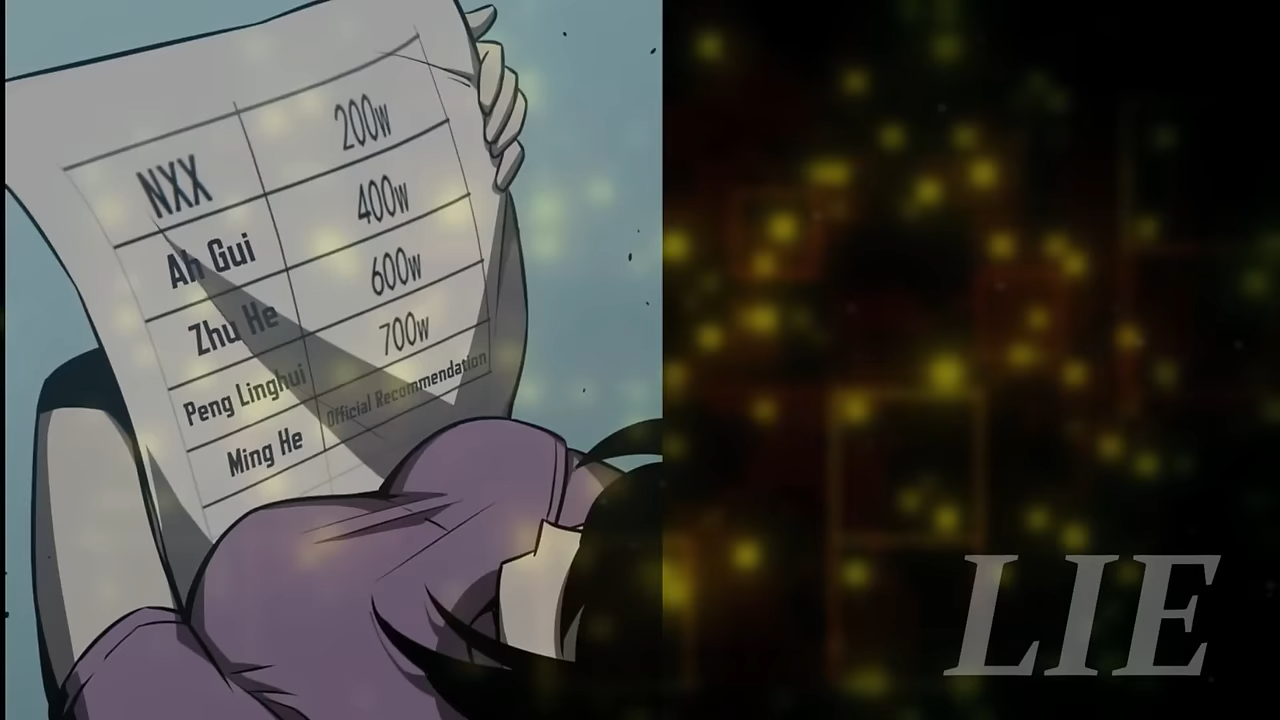 NXX 200w
Ah Gui 400w
Zhu He 600w
Peng Linghui 700w
Ming He Official Recommendation
LIE